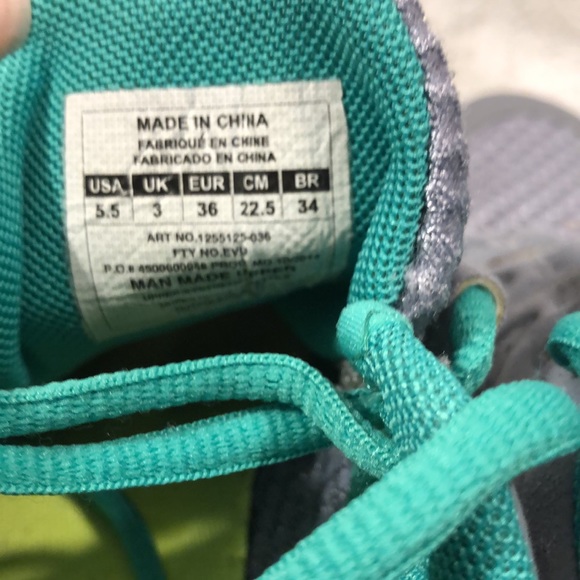 MADE IN CHINA
FABRIQUÉ EN CHINE
FABRICADO EN CHINA
USA UK EUR CM BR
5.5 3 36 22.5 34
ART NO.1255125-036
FTY NO.EVU
P.O.#
MAN MADE UPPER